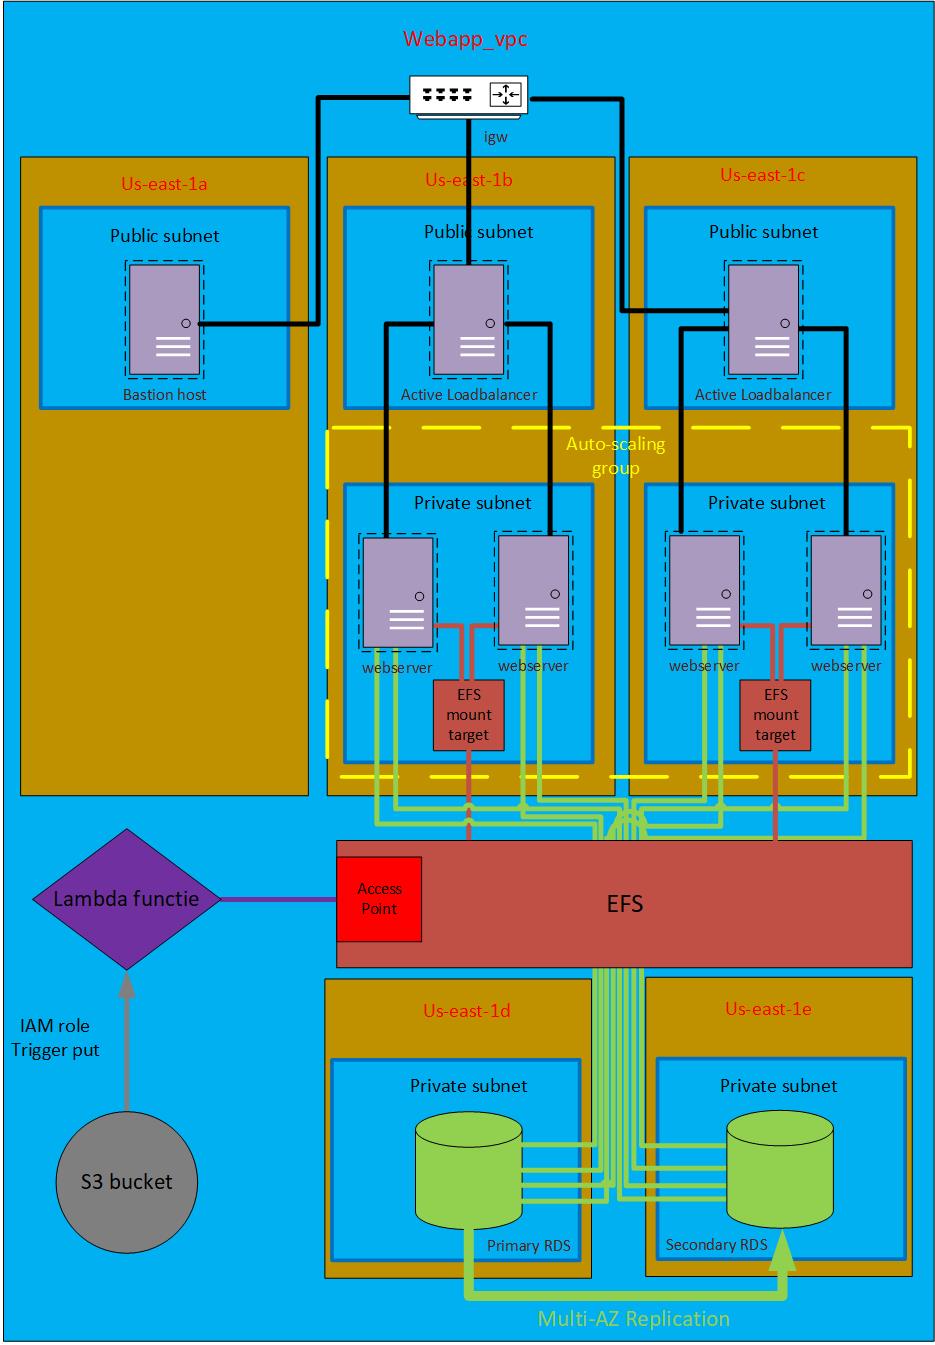 Webapp_vpc
igw
Us-east-1a
Us-east-1b
Us-east-1c
Public subnet
Public subnet
Public subnet
Bastion host
Active Loadbalancer
Active Loadbalancer
Auto-scaling
group
Private subnet
Private subnet
webserver
webserver
webserver
webserver
EFS
mount
target
EFS
mount
target
Lambda functie
Access
Point
EFS
IAM role
Trigger put
S3 bucket
Us-east-1d
Us-east-1e
Private subnet
Private subnet
Primary RDS
Secondary RDS
Multi-AZ Replication